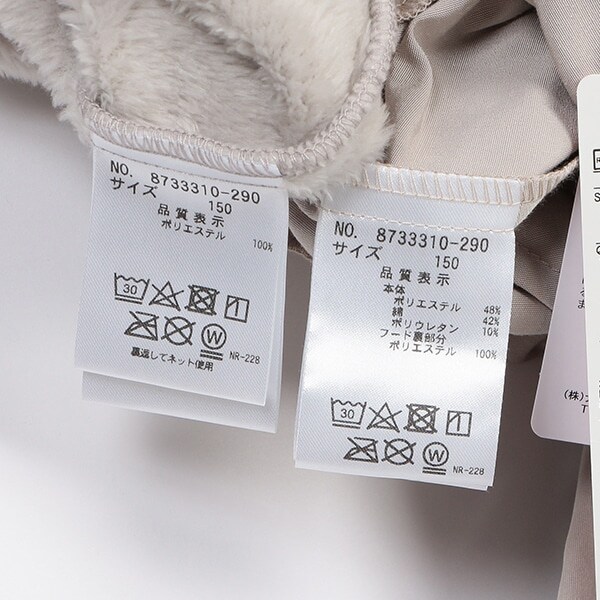 NO. 8733310-290
サイズ 150
品質表示
ポリエステル 100%
30
W
裏返してネット使用 NR-228
NO. 8733310-290
サイズ 150
品質表示
本体
ポリエステル 48%
綿 42%
ポリウレタン 10%
フード裏部分
ポリエステル 100%
30
W
NR-228
(株)
T